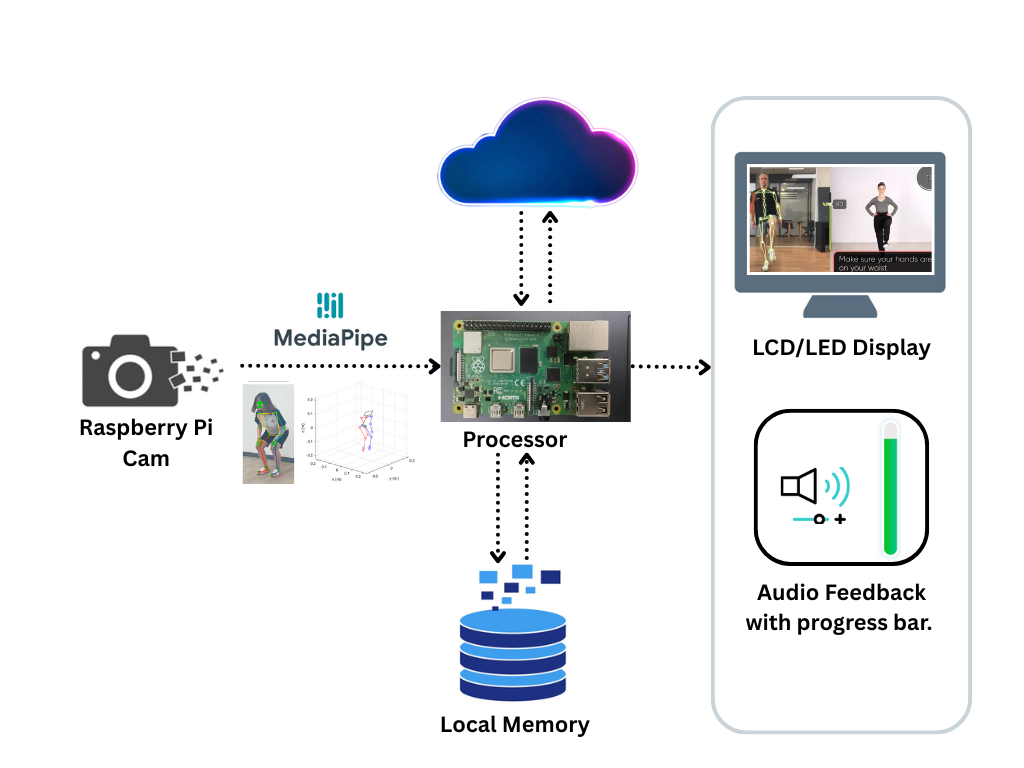 MediaPipe
Raspberry Pi
Cam
HDMI
Processor
Local Memory
Make sure your hands are
on your waist
LCD/LED Display
Audio Feedback
with progress bar.